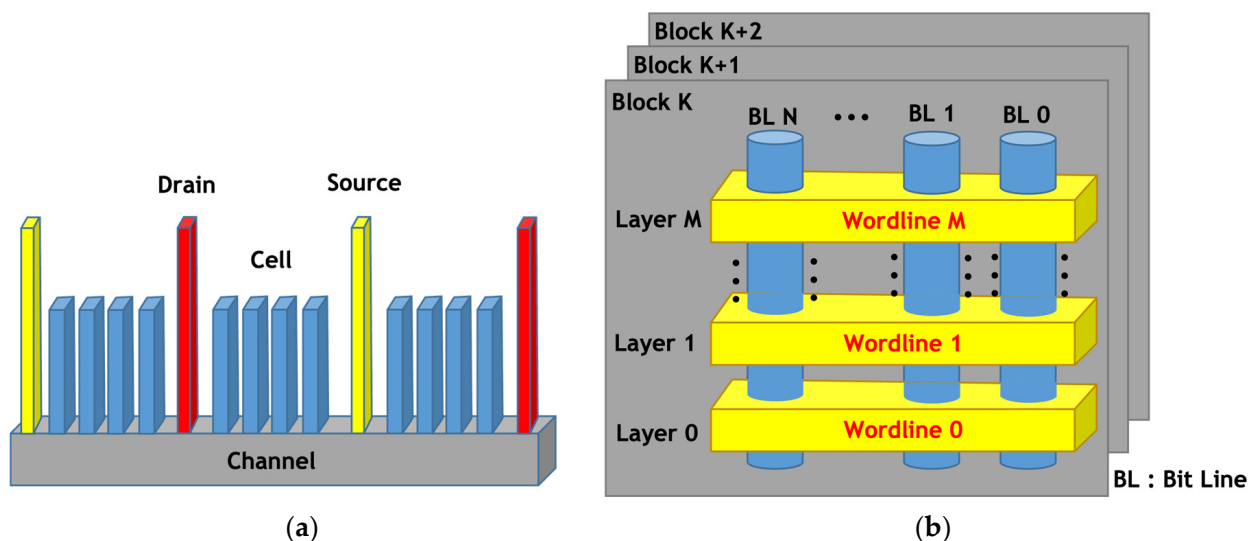 Drain
Source
Cell
Channel
(a)
Block K+2
Block K+1
Block K
BL N ••• BL 1 BL 0
Layer M
Wordline M
Layer 1
Wordline 1
Layer 0
Wordline 0
BL : Bit Line
(b)